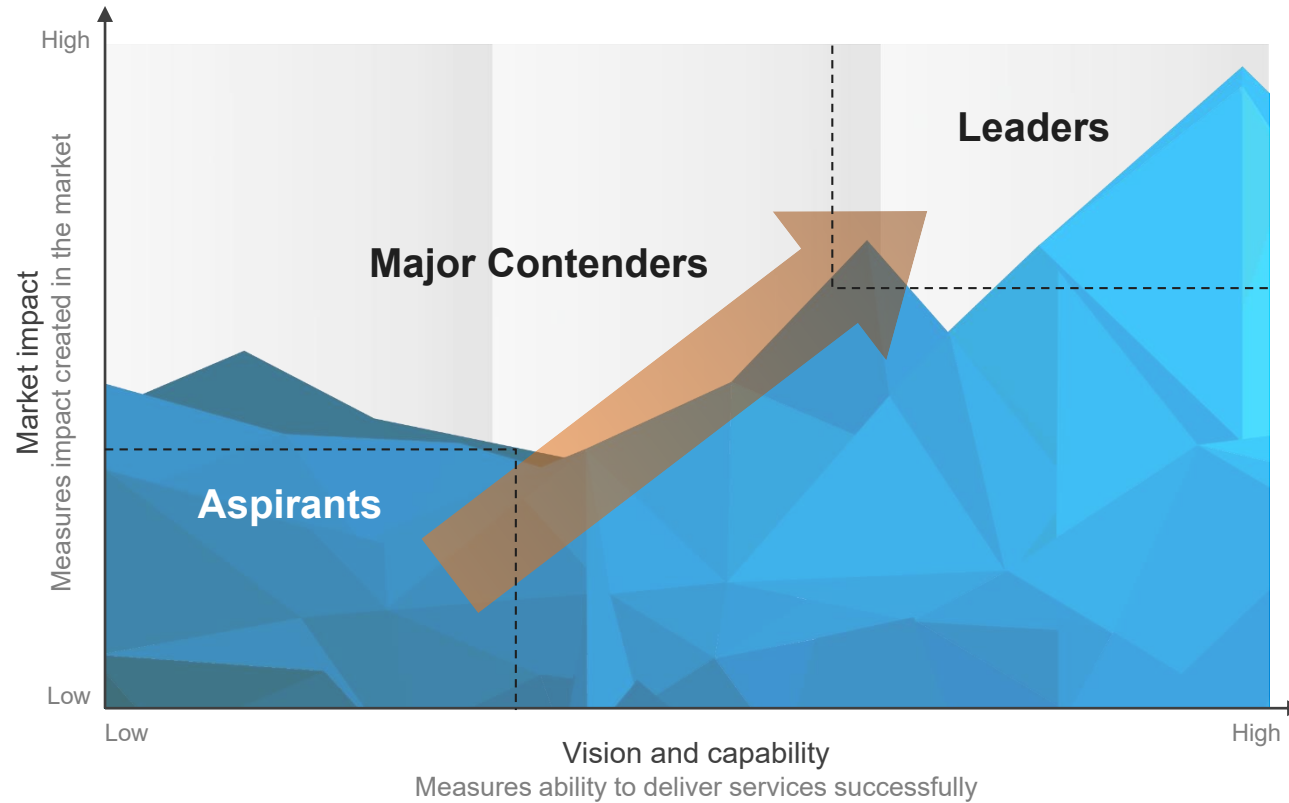 High
Leaders
Major Contenders
Market impact
Measures impact created in the market
Aspirants
Low
Low
High
Vision and capability
Measures ability to deliver services successfully